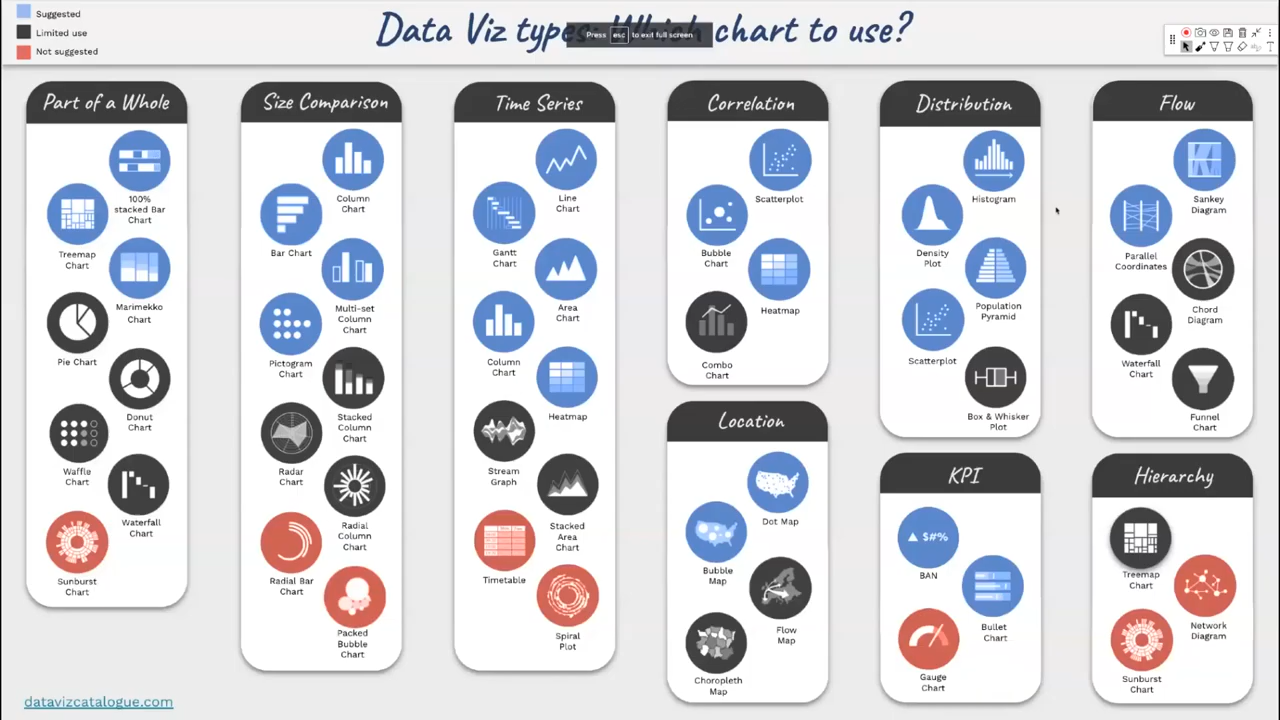 Suggested
Limited use
Not suggested
Data Viz types: Which chart to use?
Press esc to exit full screen
Part of a Whole
100%
stacked Bar
Chart
Treemap
Chart
Marimekko
Chart
Pie Chart
Donut
Chart
Waffle
Chart
Waterfall
Chart
Sunburst
Chart
Size Comparison
Column
Chart
Bar Chart
Multi-set
Column
Chart
Pictogram
Chart
Stacked
Column
Chart
Radar
Chart
Radial
Column
Chart
Radial Bar
Chart
Packed
Bubble
Chart
Time Series
Line
Chart
Gantt
Chart
Area
Chart
Column
Chart
Heatmap
Stream
Graph
Stacked
Area
Chart
Timetable
Spiral
Plot
Correlation
Scatterplot
Bubble
Chart
Heatmap
Combo
Chart
Location
Dot Map
Bubble
Map
Flow
Map
Choropleth
Map
Distribution
Histogram
Density
Plot
Population
Pyramid
Scatterplot
Box & Whisker
Plot
KPI
▲ $#%
BAN
Bullet
Chart
Gauge
Chart
Flow
Sankey
Diagram
Parallel
Coordinates
Chord
Diagram
Waterfall
Chart
Funnel
Chart
Hierarchy
Treemap
Chart
Network
Diagram
Sunburst
Chart
datavizcatalogue.com